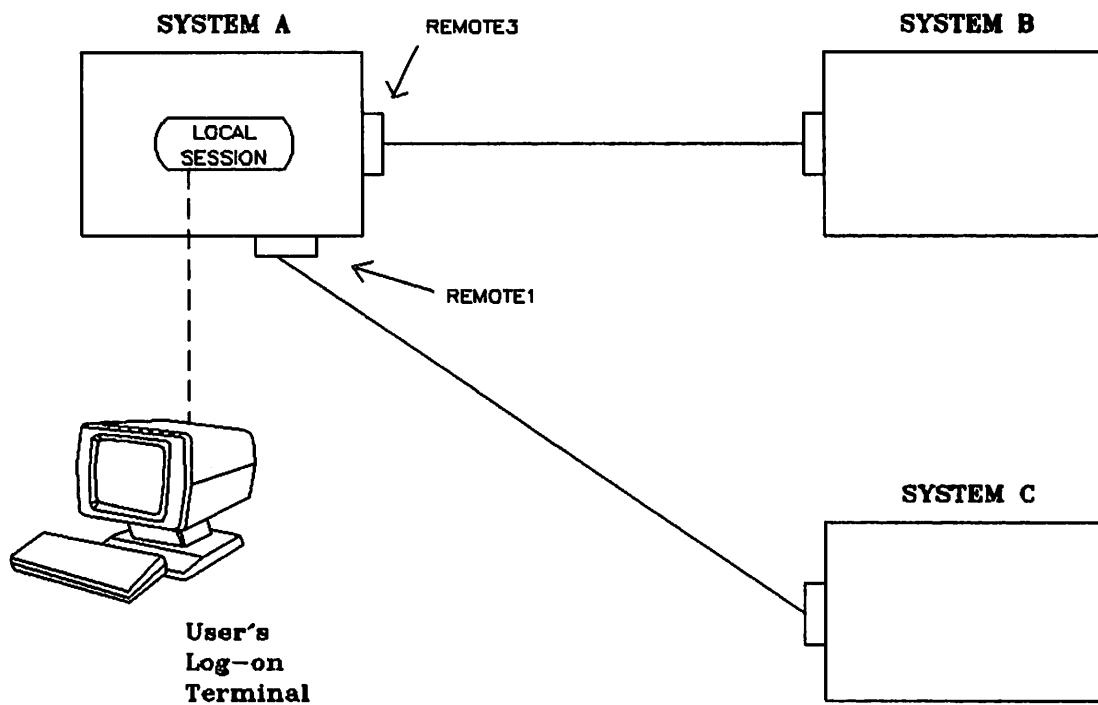 SYSTEM A
REMOTE3
SYSTEM B
LOCAL
SESSION
REMOTE1
SYSTEM C
User's
Log-on
Terminal